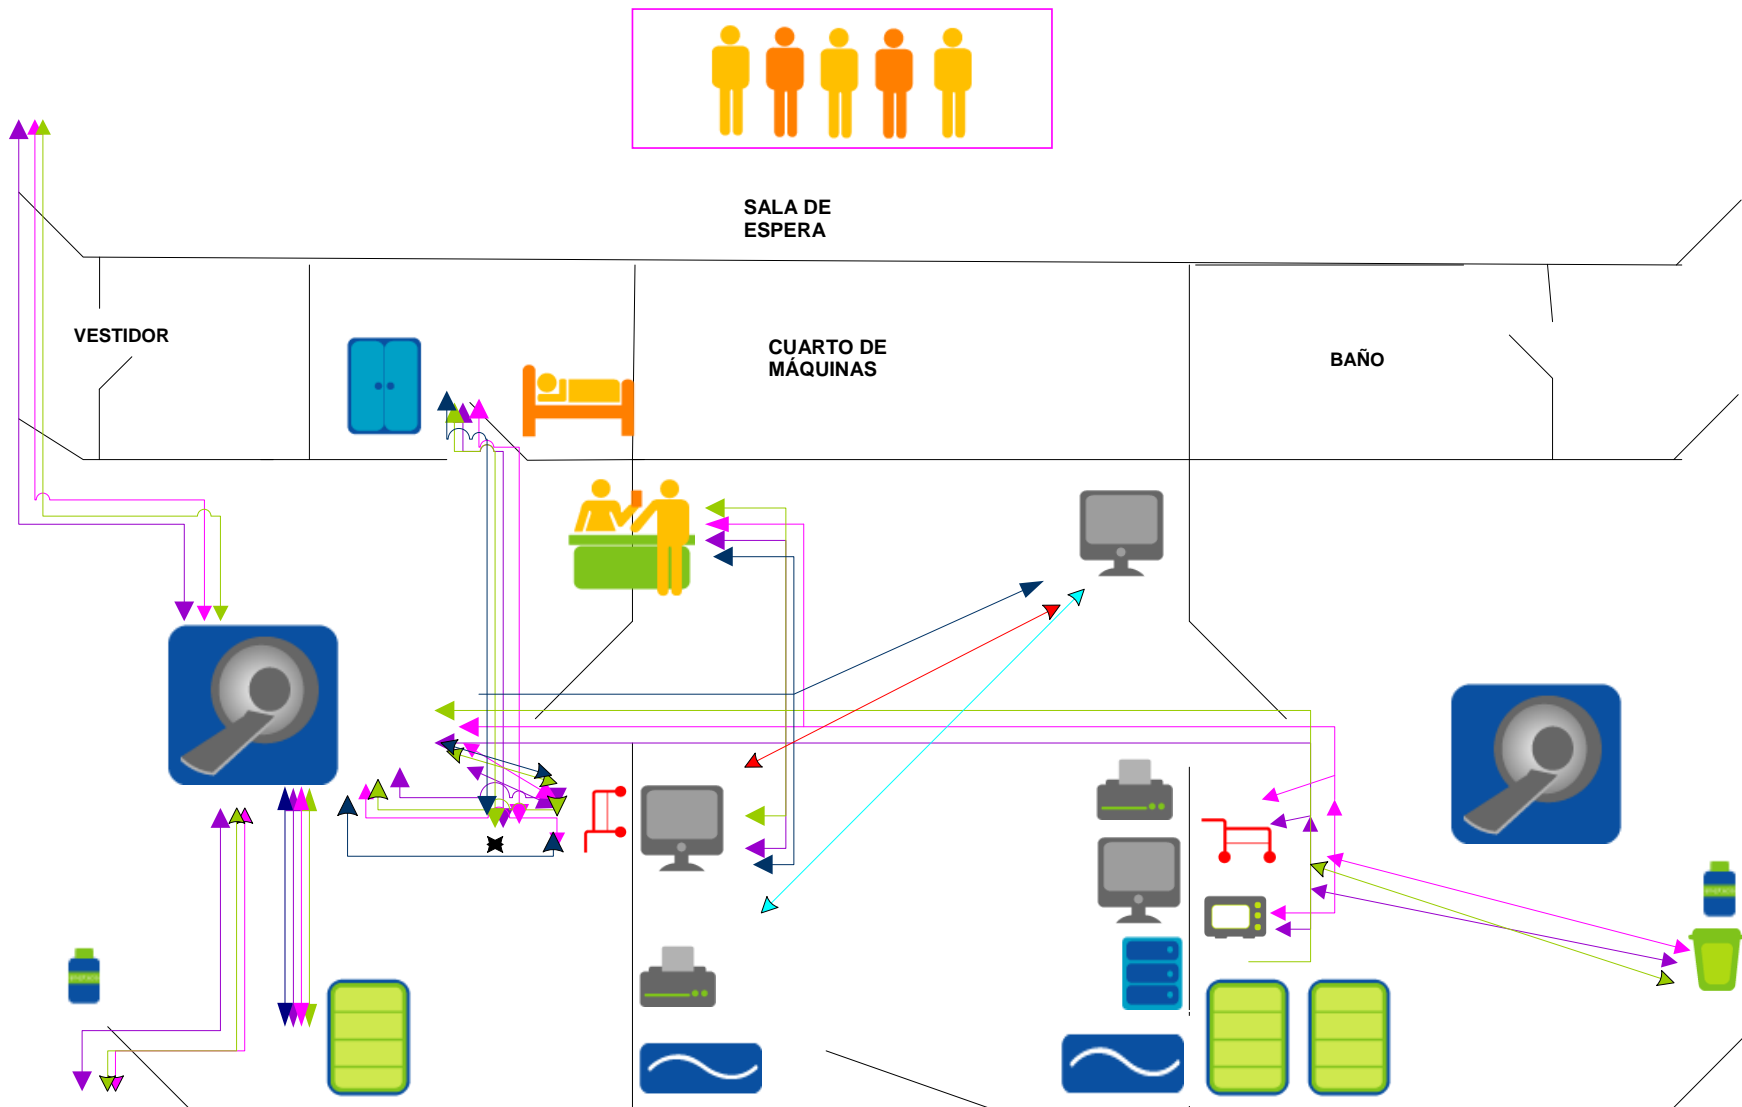 SALA DE
ESPERA
VESTIDOR
CUARTO DE
MÁQUINAS
BAÑO